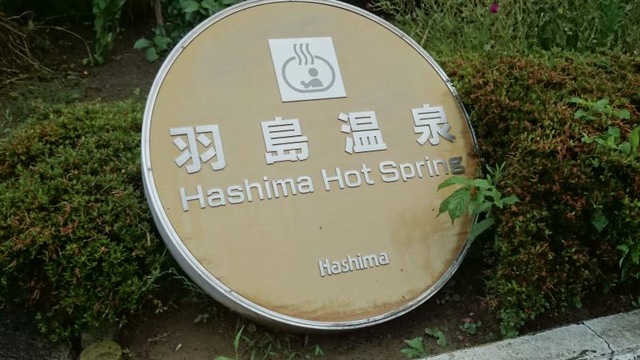 羽島温泉
Hashima Hot Spring
Hashima